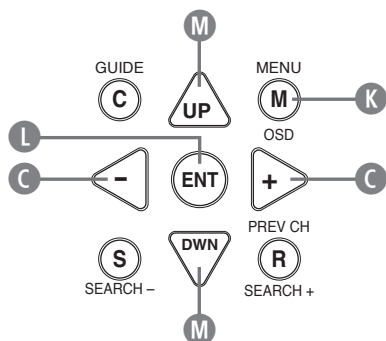 M
GUIDE
MENU
C
UP
M
K
L
OSD
C
-
ENT
+
C
PREV CH
S
DWN
R
SEARCH –
SEARCH +
M